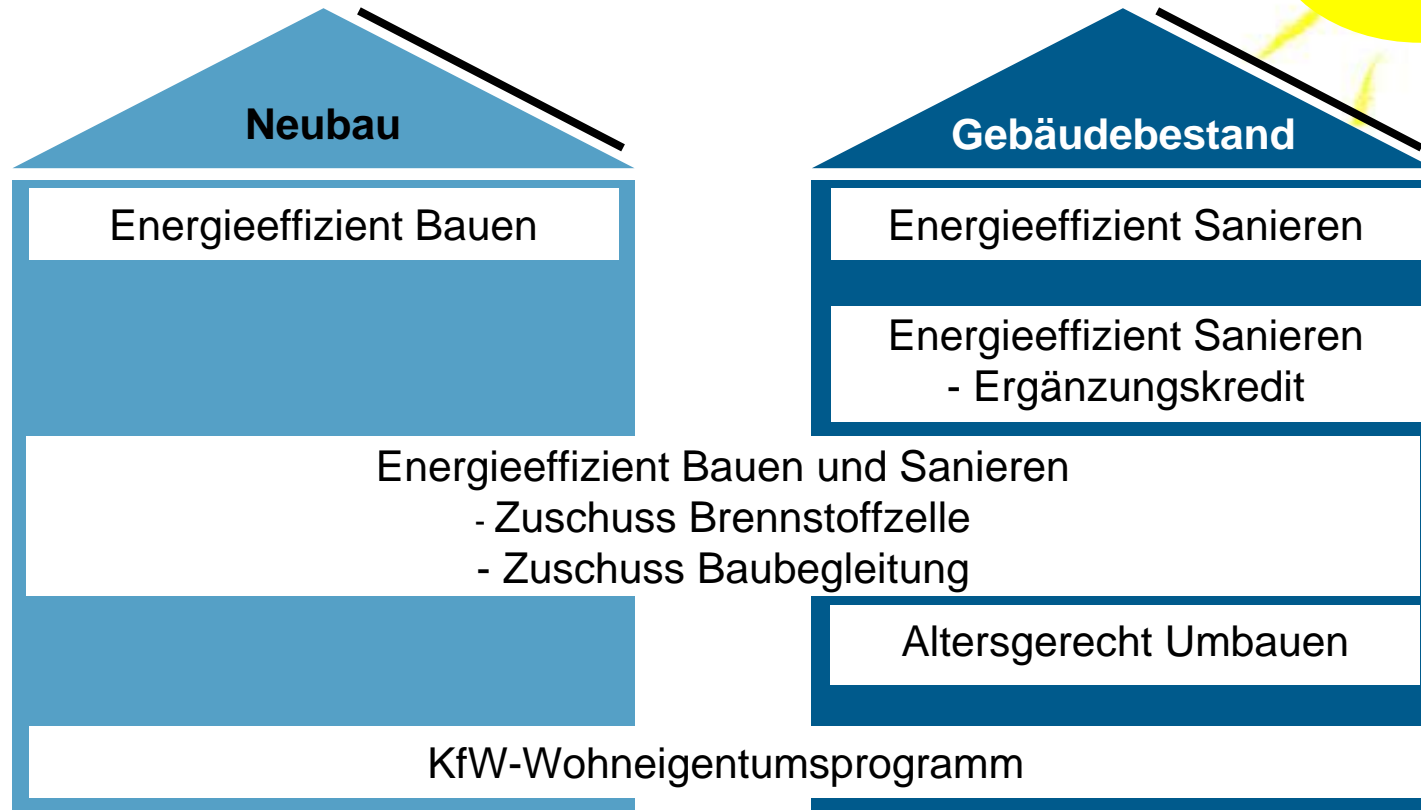 Neubau
Gebäudebestand
Energieeffizient Bauen
Energieeffizient Sanieren
Energieeffizient Sanieren
- Ergänzungskredit
Energieeffizient Bauen und Sanieren
- Zuschuss Brennstoffzelle
- Zuschuss Baubegleitung
Altersgerecht Umbauen
KfW-Wohneigentumsprogramm